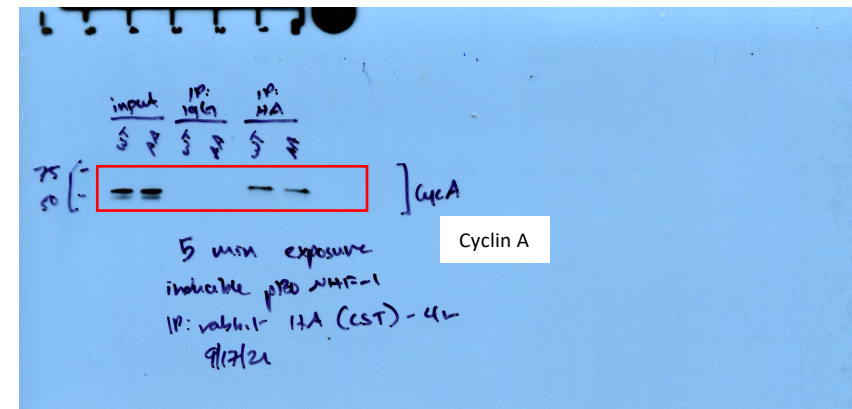 input IP: IgG IP: HA
75
50
CycA
Cyclin A
5 min exposure
inducible p130 NHF-1
IP: rabbit HA (CST) - 4μ
9/17/21